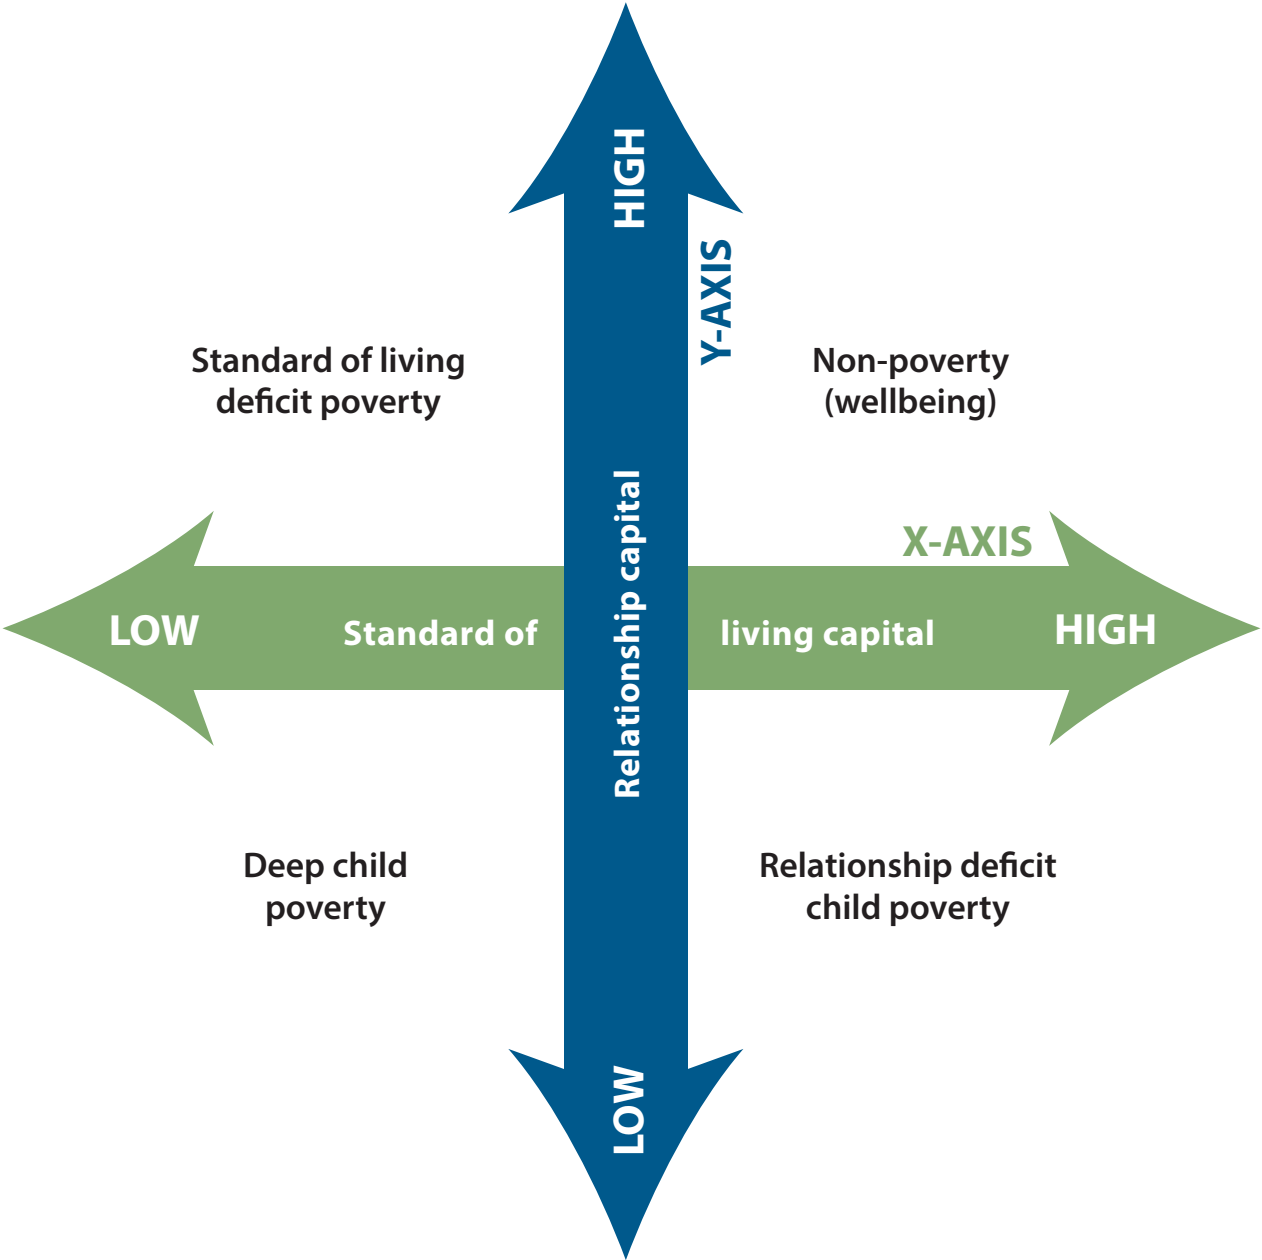 HIGH
Y-AXIS
Standard of living
deficit poverty
Non-poverty
(wellbeing)
Relationship capital
X-AXIS
LOW
Standard of
living capital
HIGH
Deep child
poverty
Relationship deficit
child poverty
LOW